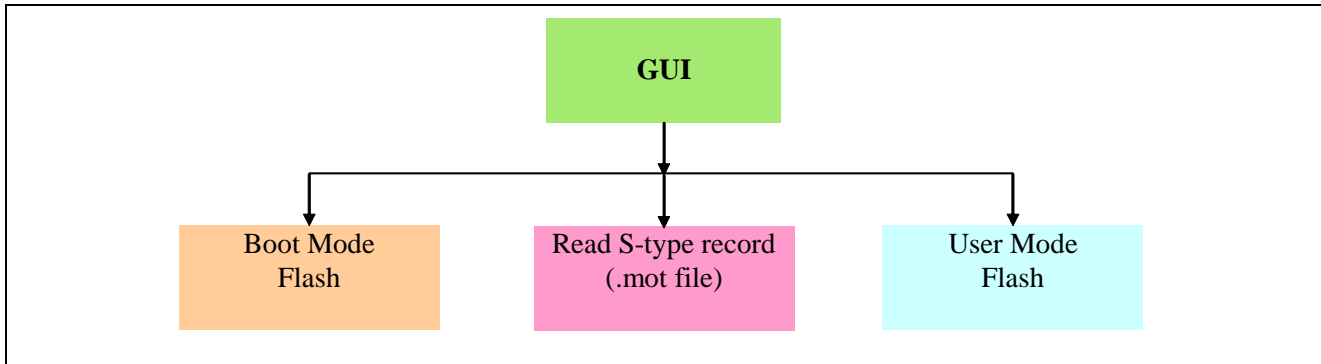 GUI
Boot Mode
Flash
Read S-type record
(.mot file)
User Mode
Flash